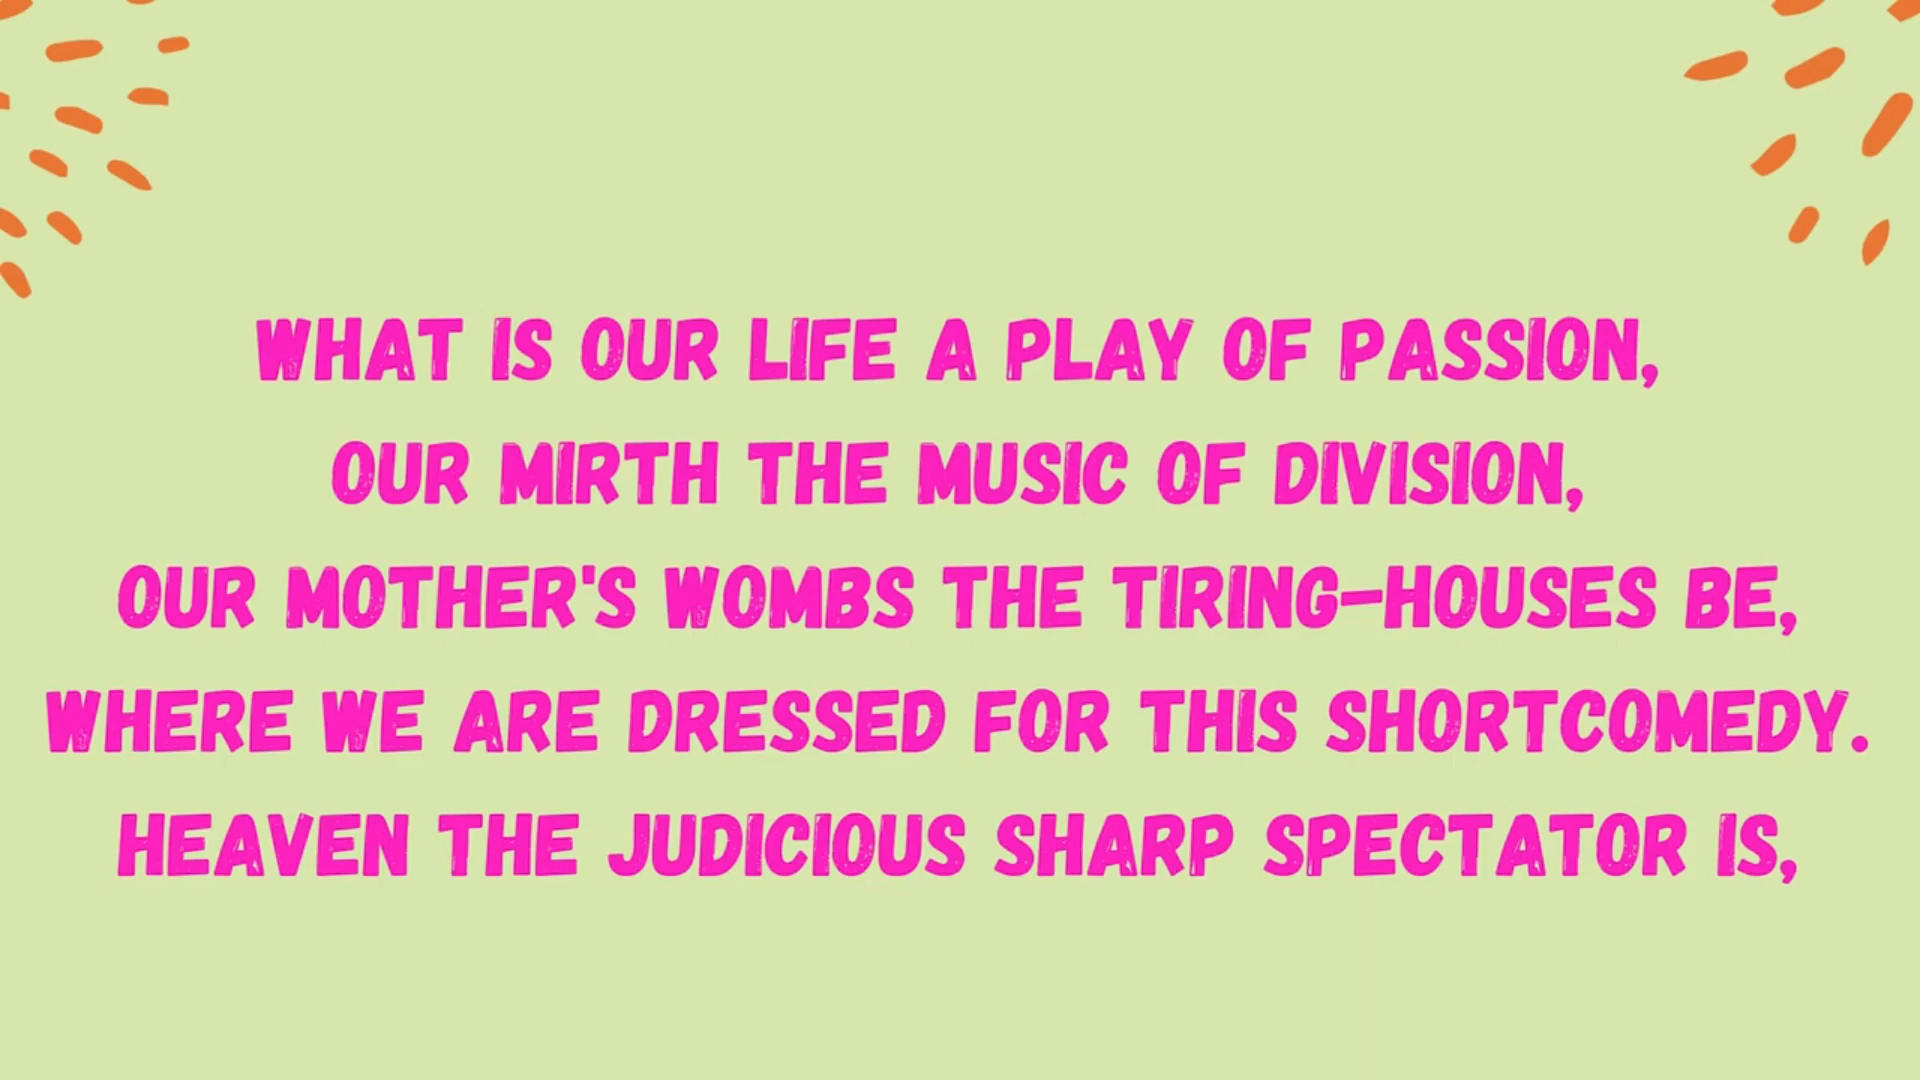 WHAT IS OUR LIFE A PLAY OF PASSION,
OUR MIRTH THE MUSIC OF DIVISION,
OUR MOTHER'S WOMBS THE TIRING-HOUSES BE,
WHERE WE ARE DRESSED FOR THIS SHORTCOMEDY.
HEAVEN THE JUDICIOUS SHARP SPECTATOR IS,